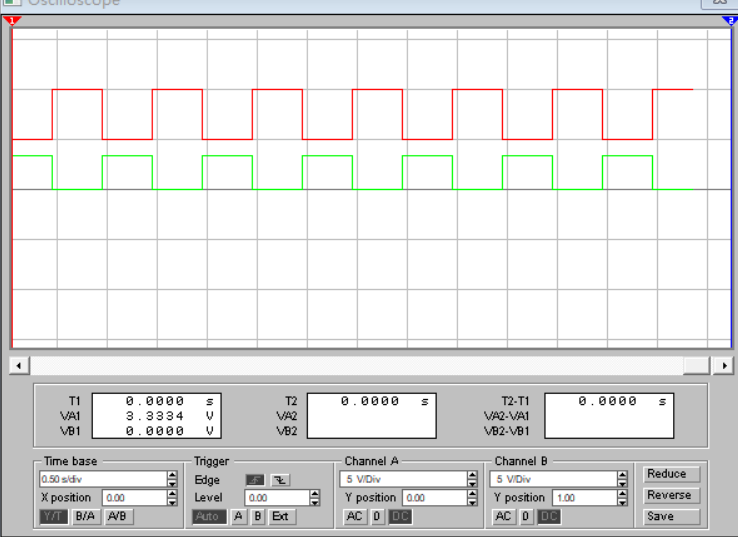 Oscilloscope
1 2
T1 0.0000 s T2 0.0000 s T2-T1 0.0000 s
VA1 3.3334 V VA2 VA2-VA1
VB1 0.0000 V VB2 VB2-VB1
Time base Trigger Channel A Channel B
0.50 s/div Edge 5 V/Div 5 V/Div Reduce
X position 0.00 Level 0.00 Y position 0.00 Y position 1.00 Reverse
Y/T B/A A/B Auto A B Ext AC 0 DC AC 0 DC Save